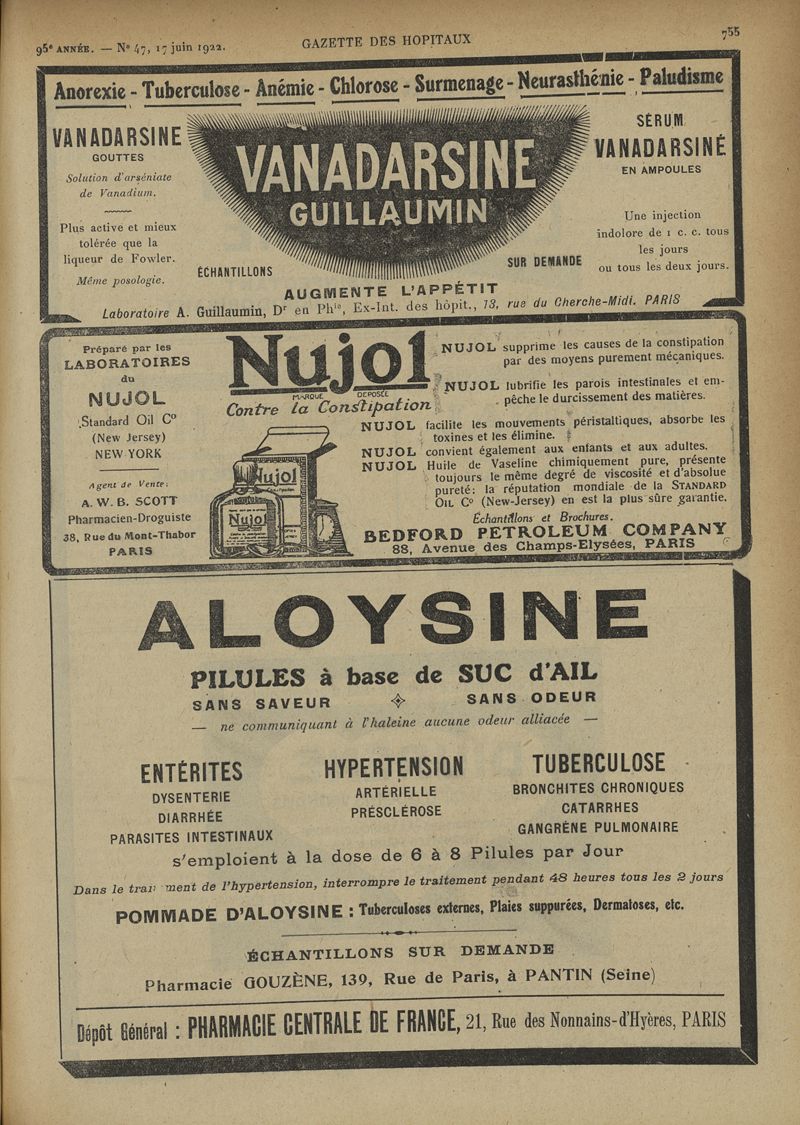 95e ANNÉE. — No 47, 17 juin 1922.
GAZETTE DES HOPITAUX
755
Anorexie - Tuberculose - Anémie - Chlorose - Surmenage - Neurasthénie - Paludisme
VANADARSINE
GOUTTES
Solution d'arséniate
de Vanadium.
Plus active et mieux
tolérée que la
liqueur de Fowler.
Même posologie.
VANADARSINE
GUILLAUMIN
ÉCHANTILLONS
SUR DEMANDE
SÉRUM
VANADARSINÉ
EN AMPOULES
Une injection
indolore de 1 c. c. tous
les jours
ou tous les deux jours.
AUGMENTE L'APPÉTIT
Laboratoire A. Guillaumin, Dr en Phie, Ex-Int. des hôpit., 13, rue du Cherche-Midi. PARIS
Préparé par les
LABORATOIRES
du
NUJOL
Standard Oil Co
(New Jersey)
NEW YORK
Agent de Vente:
A. W. B. SCOTT
Pharmacien-Droguiste
38, Rue du Mont-Thabor
PARIS
Nujol
MARQUE DÉPOSÉE
Contre la Constipation
Nujol
Nujol
NUJOL supprime les causes de la constipation
par des moyens purement mécaniques.
NUJOL lubrifie les parois intestinales et em-
pêche le durcissement des matières.
NUJOL facilite les mouvements péristaltiques, absorbe les
toxines et les élimine.
NUJOL convient également aux enfants et aux adultes.
NUJOL Huile de Vaseline chimiquement pure, présente
toujours le même degré de viscosité et d'absolue
pureté: la réputation mondiale de la STANDARD
OIL Co (New-Jersey) en est la plus sûre garantie.
Échantillons et Brochures.
BEDFORD PETROLEUM COMPANY
88, Avenue des Champs-Elysées, PARIS
ALOYSINE
PILULES à base de SUC d'AIL
SANS SAVEUR SANS ODEUR
— ne communiquant à l'haleine aucune odeur alliacée —
ENTÉRITES
DYSENTERIE
DIARRHÉE
PARASITES INTESTINAUX
HYPERTENSION
ARTÉRIELLE
PRÉSCLÉROSE
TUBERCULOSE
BRONCHITES CHRONIQUES
CATARRHES
GANGRÈNE PULMONAIRE
s'emploient à la dose de 6 à 8 Pilules par Jour
Dans le trai ment de l'hypertension, interrompre le traitement pendant 48 heures tous les 2 jours
POMMADE D'ALOYSINE : Tuberculoses externes, Plaies suppurées, Dermatoses, etc.
ÉCHANTILLONS SUR DEMANDE
Pharmacie GOUZÈNE, 139, Rue de Paris, à PANTIN (Seine)
Dépôt Général : PHARMACIE CENTRALE DE FRANCE, 21, Rue des Nonnains-d'Hyères, PARIS